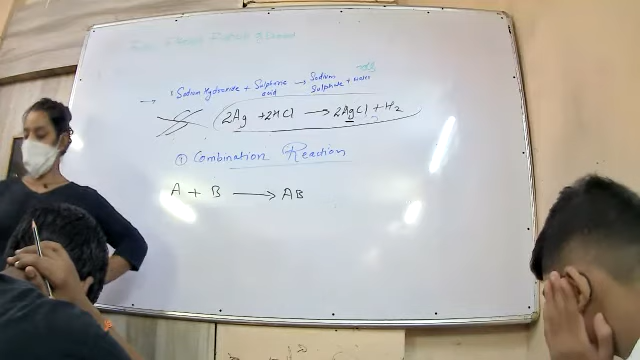 → Sodium Hydroxide + Sulphuric acid → Sodium Sulphate + Water
2Ag + 2HCl → 2AgCl + H₂
① Combination Reaction
A + B → AB